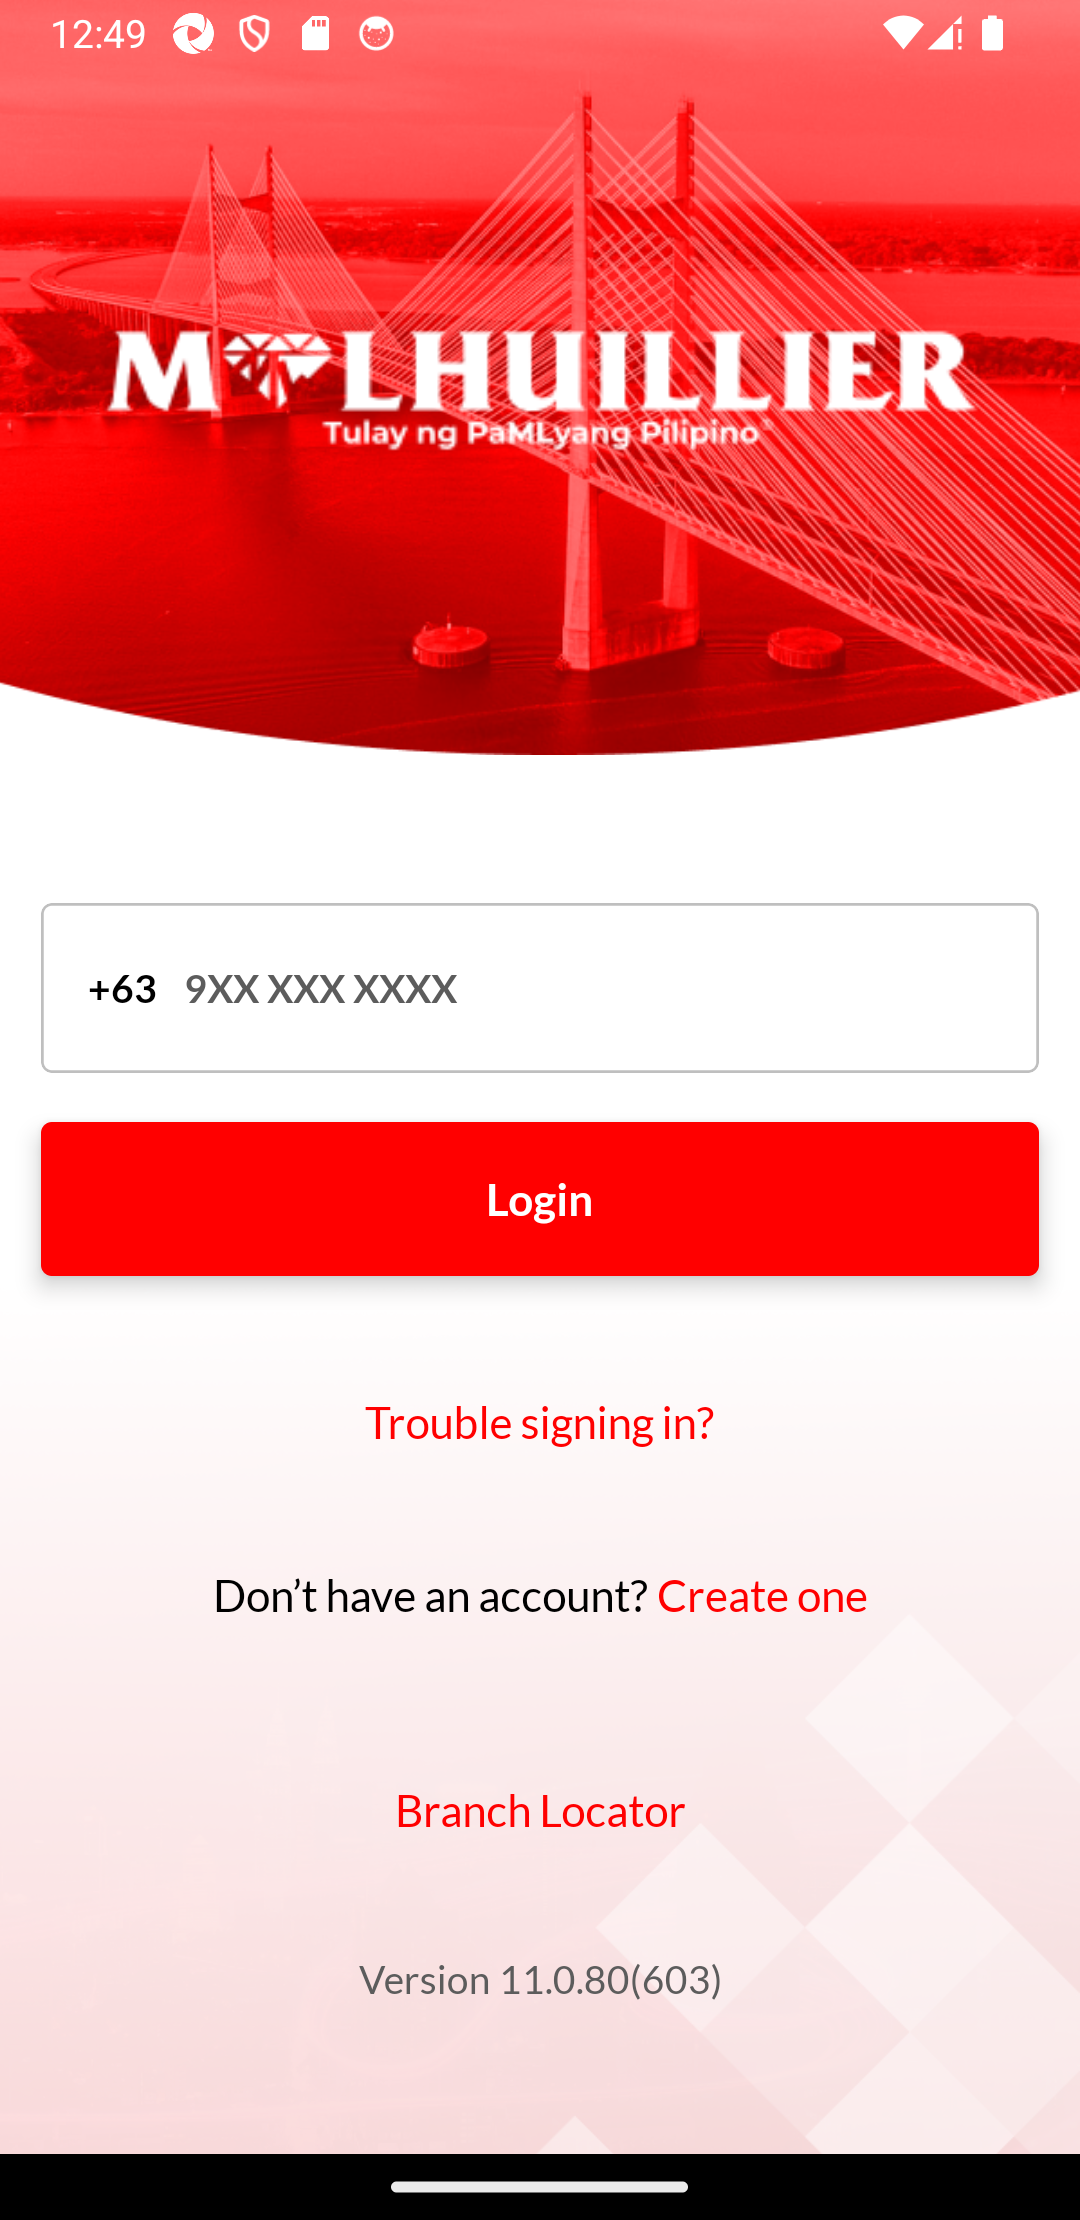 12:49
M LHUILLIER
Tulay ng PaMLyang Pilipino
+63 9XX XXX XXXX
Login
Trouble signing in?
Don’t have an account? Create one
Branch Locator
Version 11.0.80(603)